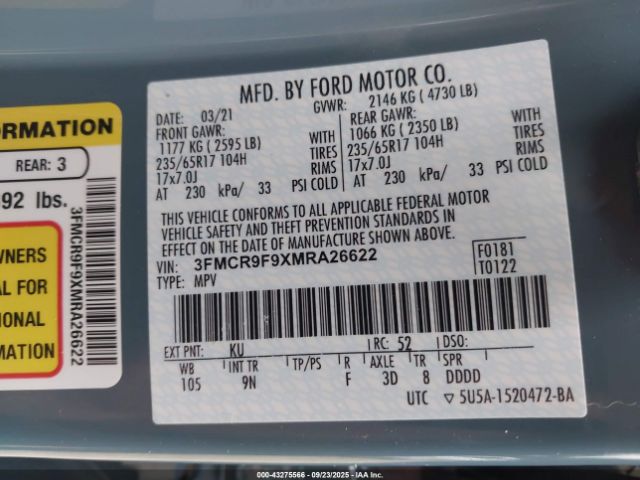 ORMATION
REAR: 3
92 lbs.
3FMCR9F9XMRA26622
WNERS
AL FOR
IONAL
MATION
MFD. BY FORD MOTOR CO.
DATE: 03/21 GVWR: 2146 KG ( 4730 LB)
FRONT GAWR: REAR GAWR:
1177 KG ( 2595 LB) WITH 1066 KG ( 2350 LB) WITH
235/65R17 104H TIRES 235/65R17 104H TIRES
17x7.0J RIMS 17x7.0J RIMS
AT 230 kPa/ 33 PSI COLD AT 230 kPa/ 33 PSI COLD
THIS VEHICLE CONFORMS TO ALL APPLICABLE FEDERAL MOTOR
VEHICLE SAFETY AND THEFT PREVENTION STANDARDS IN
EFFECT ON THE DATE OF MANUFACTURE SHOWN ABOVE.
VIN: 3FMCR9F9XMRA26622 F0181
TYPE: MPV T0122
EXT PNT: KU RC: 52 DSO:
WB INT TR TP/PS R AXLE TR SPR
105 9N F 3D 8 DDDD
UTC ▽5U5A-1520472-BA
000-43275566 - 09/23/2025 - IAA Inc.